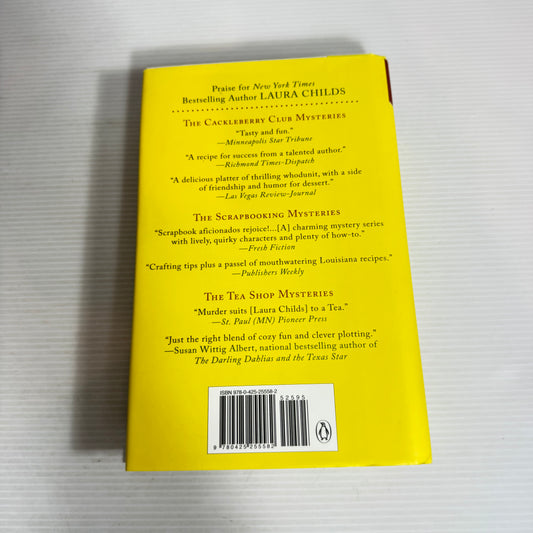 Praise for New York Times
Bestselling Author LAURA CHILDS
THE CACKLEBERRY CLUB MYSTERIES
“Tasty and fun.”
—Minneapolis Star Tribune
“A recipe for success from a talented author.”
—Richmond Times-Dispatch
“A delicious platter of thrilling whodunit, with a side
of friendship and humor for dessert.”
—Las Vegas Review-Journal
THE SCRAPBOOKING MYSTERIES
“Scrapbook aficionados rejoice!...[A] charming mystery series
with lively, quirky characters and plenty of how-to.”
—Fresh Fiction
“Crafting tips plus a passel of mouthwatering Louisiana recipes.”
—Publishers Weekly
THE TEA SHOP MYSTERIES
“Murder suits [Laura Childs] to a Tea.”
—St. Paul (MN) Pioneer Press
“Just the right blend of cozy fun and clever plotting.”
—Susan Wittig Albert, national bestselling author of
The Darling Dahlias and the Texas Star
ISBN 978-0-425-25558-2
52595
9 780425 255582